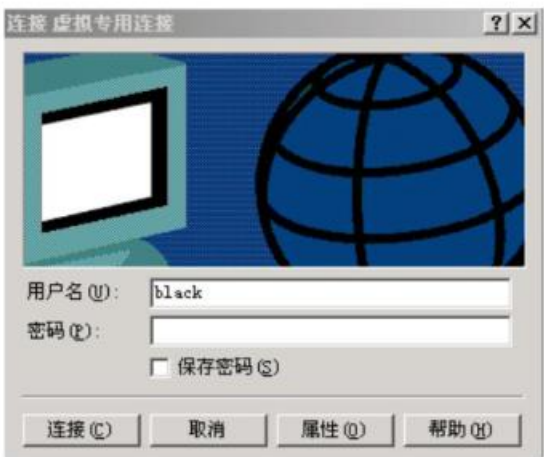 连接 虚拟专用连接
用户名(U): black
密码(P):
保存密码(S)
连接(C) 取消 属性(O) 帮助(H)